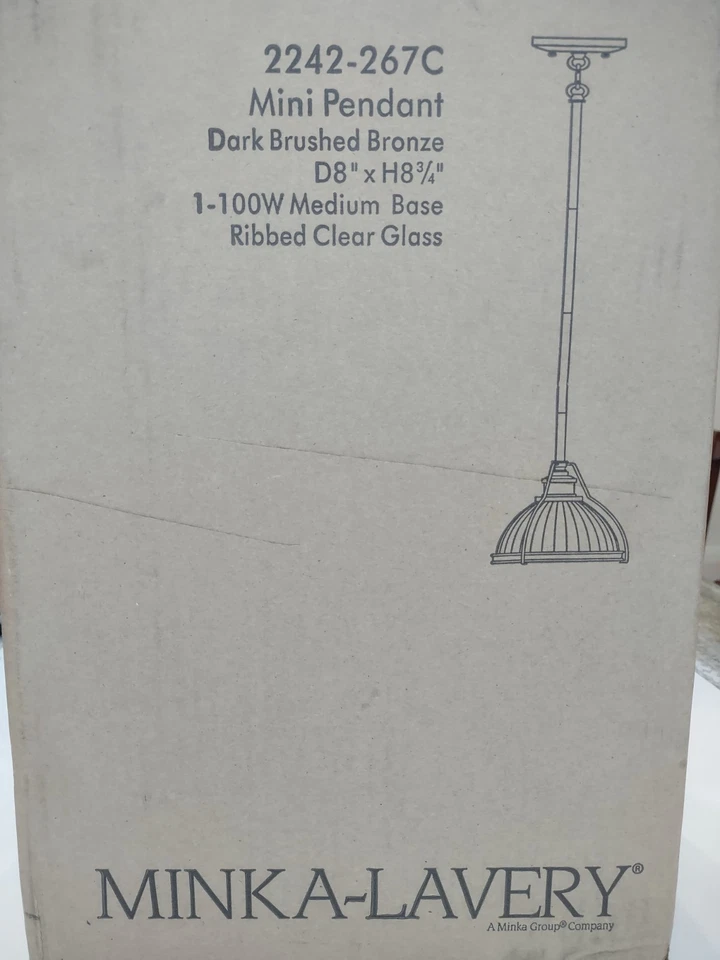 2242-267C
Mini Pendant
Dark Brushed Bronze
D8" x H8¾"
1-100W Medium Base
Ribbed Clear Glass
MINKA-LAVERY®
A Minka Group® Company